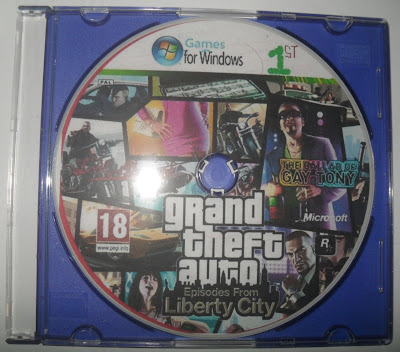 Games
for Windows
1ST
PAL
THE BALLAD OF
GAY TONY
Microsoft
18
www.pegi.info
R
grand
theft
auto
Episodes From
Liberty City